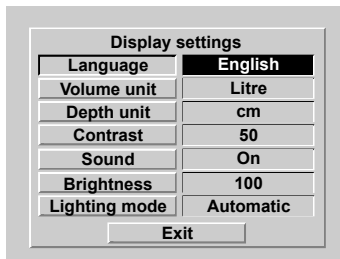 Display settings
Language English
Volume unit Litre
Depth unit cm
Contrast 50
Sound On
Brightness 100
Lighting mode Automatic
Exit